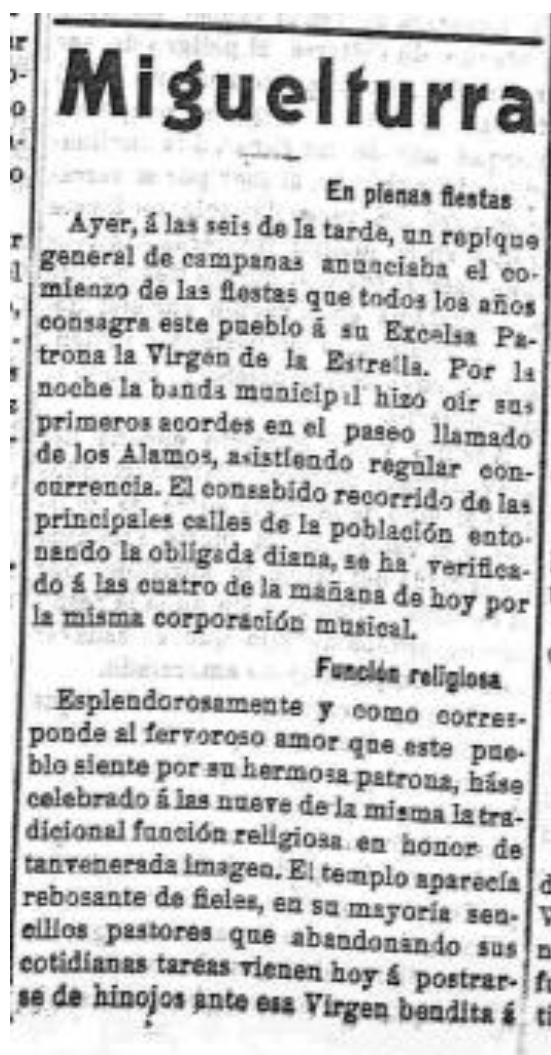 Miguelturra
En plenas fiestas
Ayer, á las seis de la tarde, un repique
general de campanas anunciaba el co-
mienzo de las fiestas que todos los años
consagra este pueblo á su Excelsa Pa-
trona la Virgen de la Estrella. Por la
noche la banda municipal hizo oir sus
primeros acordes en el paseo llamado
de los Alamos, asistiendo regular con-
currencia. El consabido recorrido de las
principales calles de la población ento-
nando la obligada diana, se ha verifica-
do á las cuatro de la mañana de hoy por
la misma corporación musical.
Función religiosa
Esplendorosamente y como corres-
ponde al fervoroso amor que este pue-
blo siente por su hermosa patrona, háse
celebrado á las nueve de la misma la tra-
dicional función religiosa en honor de
tanvenerada imagen. El templo aparecía
rebosante de fieles, en su mayoría sen-
cillos pastores que abandonando sus
cotidianas tareas vienen hoy á postrar-
se de hinojos ante esa Virgen bendita á